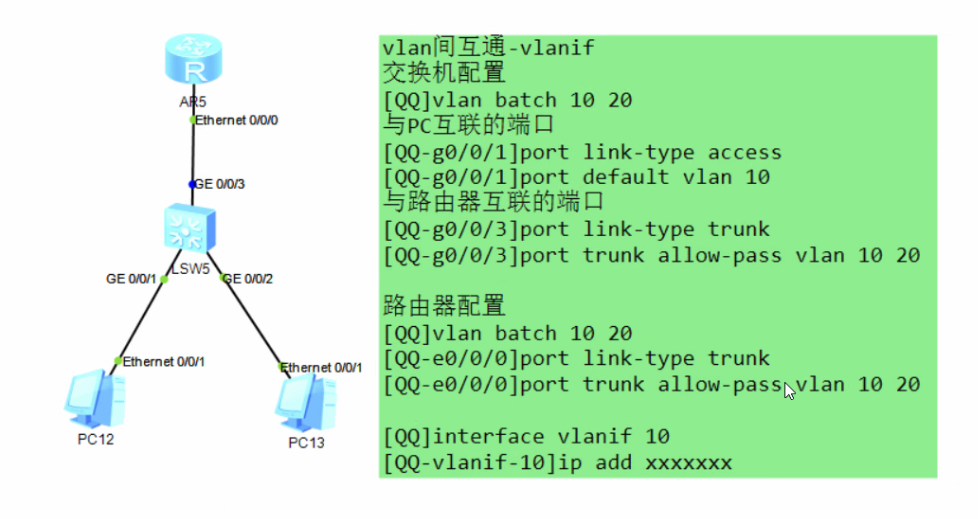 AR5
Ethernet 0/0/0
GE 0/0/3
LSW5
GE 0/0/1
GE 0/0/2
Ethernet 0/0/1
Ethernet 0/0/1
PC12
PC13
vlan间互通-vlanif
交换机配置
[QQ]vlan batch 10 20
与PC互联的端口
[QQ-g0/0/1]port link-type access
[QQ-g0/0/1]port default vlan 10
与路由器互联的端口
[QQ-g0/0/3]port link-type trunk
[QQ-g0/0/3]port trunk allow-pass vlan 10 20
路由器配置
[QQ]vlan batch 10 20
[QQ-e0/0/0]port link-type trunk
[QQ-e0/0/0]port trunk allow-pass vlan 10 20
[QQ]interface vlanif 10
[QQ-vlanif-10]ip add xxxxxxx